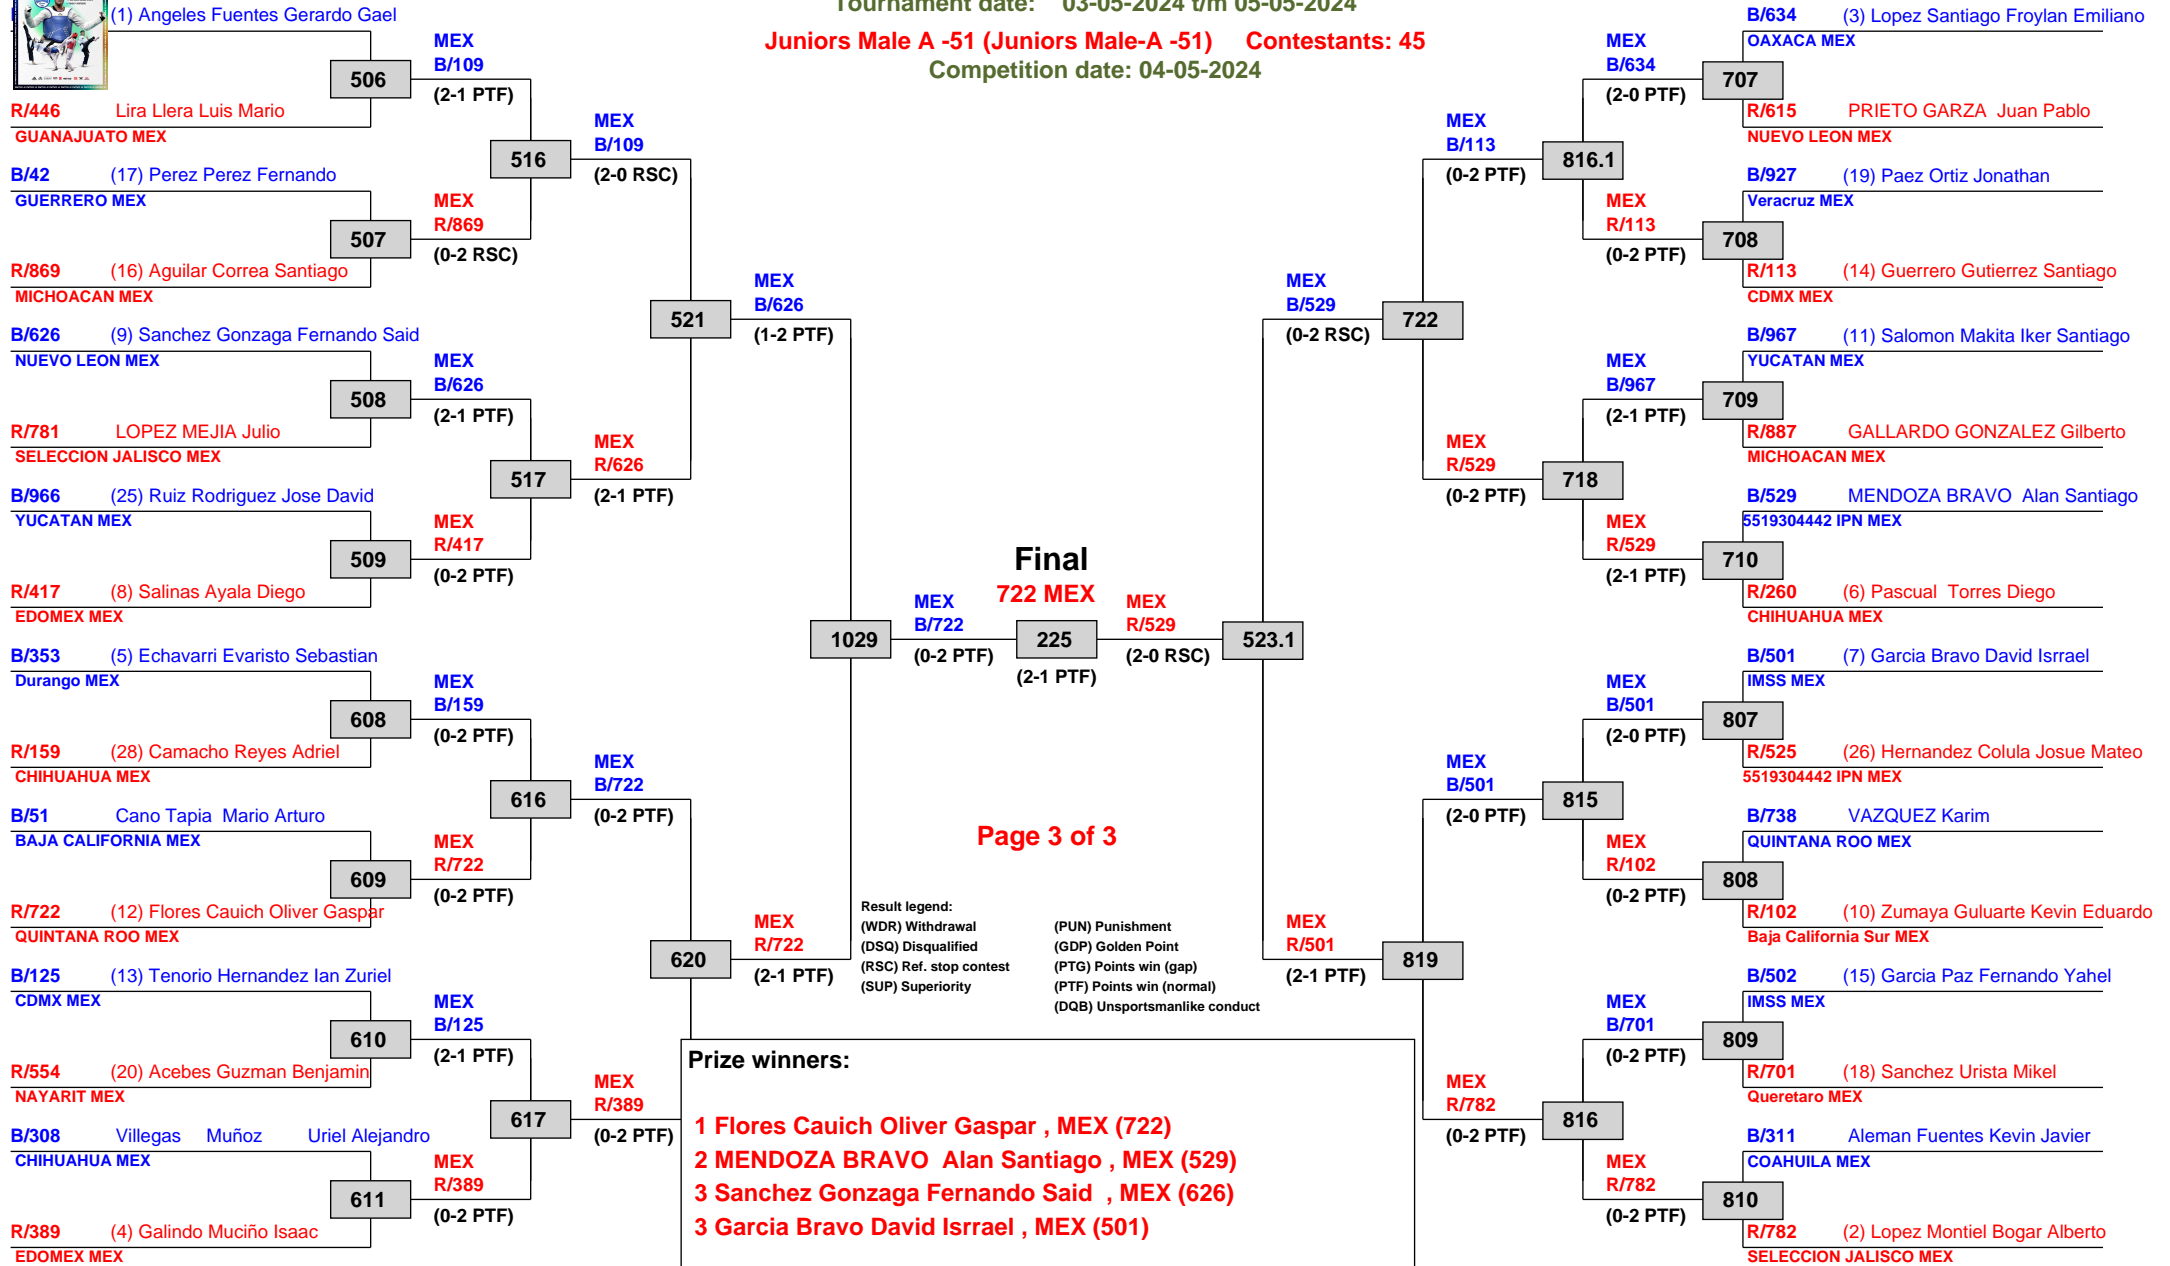 Tournament date: 03-05-2024 t/m 05-05-2024
Juniors Male A -51 (Juniors Male-A -51) Contestants: 45
Competition date: 04-05-2024
(1) Angeles Fuentes Gerardo Gael
R/446 Lira Llera Luis Mario
GUANAJUATO MEX
B/42 (17) Perez Perez Fernando
GUERRERO MEX
R/869 (16) Aguilar Correa Santiago
MICHOACAN MEX
B/626 (9) Sanchez Gonzaga Fernando Said
NUEVO LEON MEX
R/781 LOPEZ MEJIA Julio
SELECCION JALISCO MEX
B/966 (25) Ruiz Rodriguez Jose David
YUCATAN MEX
R/417 (8) Salinas Ayala Diego
EDOMEX MEX
B/353 (5) Echavarri Evaristo Sebastian
Durango MEX
R/159 (28) Camacho Reyes Adriel
CHIHUAHUA MEX
B/51 Cano Tapia Mario Arturo
BAJA CALIFORNIA MEX
R/722 (12) Flores Cauich Oliver Gaspar
QUINTANA ROO MEX
B/125 (13) Tenorio Hernandez Ian Zuriel
CDMX MEX
R/554 (20) Acebes Guzman Benjamin
NAYARIT MEX
B/308 Villegas Muñoz Uriel Alejandro
CHIHUAHUA MEX
R/389 (4) Galindo Muciño Isaac
EDOMEX MEX
506
507
508
509
608
609
610
611
MEX
B/109
(2-1 PTF)
MEX
R/869
(0-2 RSC)
MEX
B/626
(2-1 PTF)
MEX
R/417
(0-2 PTF)
MEX
B/159
(0-2 PTF)
MEX
R/722
(0-2 PTF)
MEX
B/125
(2-1 PTF)
MEX
R/389
(0-2 PTF)
516
517
616
617
MEX
B/109
(2-0 RSC)
MEX
R/626
(2-1 PTF)
MEX
B/722
(0-2 PTF)
MEX
R/389
(0-2 PTF)
521
620
MEX
B/626
(1-2 PTF)
MEX
R/722
(2-1 PTF)
1029
MEX
B/722
(0-2 PTF)
Final
722 MEX
225
(2-1 PTF)
MEX
R/529
(2-0 RSC)
523.1
Page 3 of 3
Result legend:
(WDR) Withdrawal
(DSQ) Disqualified
(RSC) Ref. stop contest
(SUP) Superiority
(PUN) Punishment
(GDP) Golden Point
(PTG) Points win (gap)
(PTF) Points win (normal)
(DQB) Unsportsmanlike conduct
Prize winners:
1 Flores Cauich Oliver Gaspar , MEX (722)
2 MENDOZA BRAVO Alan Santiago , MEX (529)
3 Sanchez Gonzaga Fernando Said , MEX (626)
3 Garcia Bravo David Isrrael , MEX (501)
MEX
B/529
(0-2 RSC)
MEX
R/501
(2-1 PTF)
722
819
MEX
B/113
(0-2 PTF)
MEX
R/529
(0-2 PTF)
MEX
B/501
(2-0 PTF)
MEX
R/782
(0-2 PTF)
816.1
718
815
816
MEX
B/634
(2-0 PTF)
MEX
R/113
(0-2 PTF)
MEX
B/967
(2-1 PTF)
MEX
R/529
(2-1 PTF)
MEX
B/501
(2-0 PTF)
MEX
R/102
(0-2 PTF)
MEX
B/701
(0-2 PTF)
MEX
R/782
(0-2 PTF)
707
708
709
710
807
808
809
810
B/634 (3) Lopez Santiago Froylan Emiliano
OAXACA MEX
R/615 PRIETO GARZA Juan Pablo
NUEVO LEON MEX
B/927 (19) Paez Ortiz Jonathan
Veracruz MEX
R/113 (14) Guerrero Gutierrez Santiago
CDMX MEX
B/967 (11) Salomon Makita Iker Santiago
YUCATAN MEX
R/887 GALLARDO GONZALEZ Gilberto
MICHOACAN MEX
B/529 MENDOZA BRAVO Alan Santiago
5519304442 IPN MEX
R/260 (6) Pascual Torres Diego
CHIHUAHUA MEX
B/501 (7) Garcia Bravo David Isrrael
IMSS MEX
R/525 (26) Hernandez Colula Josue Mateo
5519304442 IPN MEX
B/738 VAZQUEZ Karim
QUINTANA ROO MEX
R/102 (10) Zumaya Guluarte Kevin Eduardo
Baja California Sur MEX
B/502 (15) Garcia Paz Fernando Yahel
IMSS MEX
R/701 (18) Sanchez Urista Mikel
Queretaro MEX
B/311 Aleman Fuentes Kevin Javier
COAHUILA MEX
R/782 (2) Lopez Montiel Bogar Alberto
SELECCION JALISCO MEX